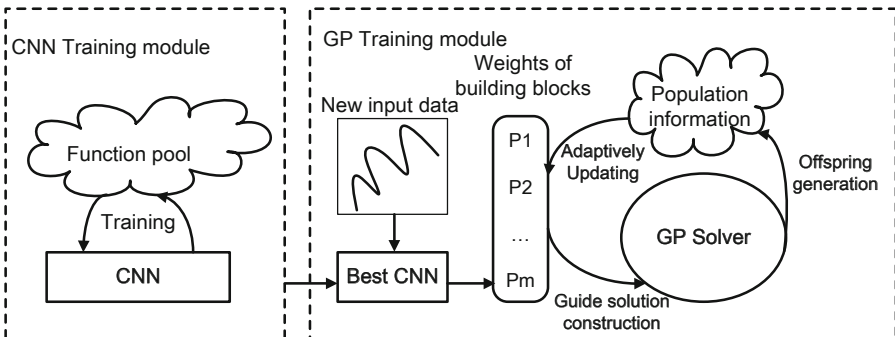 CNN Training module
Function pool
Training
CNN
GP Training module
New input data
Best CNN
Weights of
building blocks
P1
P2
...
Pm
Population
information
Adaptively
Updating
Offspring
generation
GP Solver
Guide solution
construction